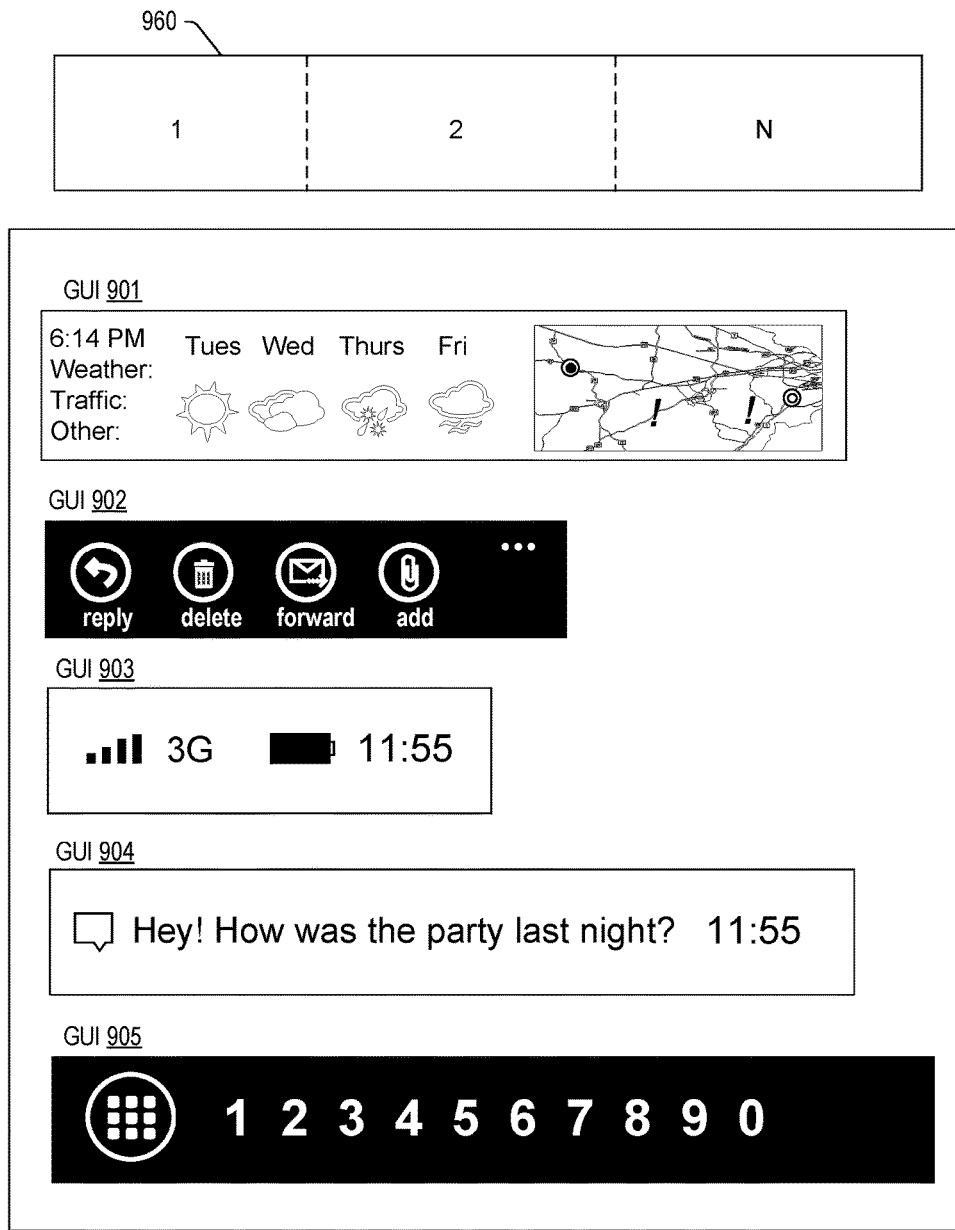 960
1 2 N
GUI 901
6:14 PM
Weather:
Traffic:
Other:
Tues Wed Thurs Fri
! !
GUI 902
...
reply delete forward add
GUI 903
3G 11:55
GUI 904
Hey! How was the party last night? 11:55
GUI 905
1 2 3 4 5 6 7 8 9 0